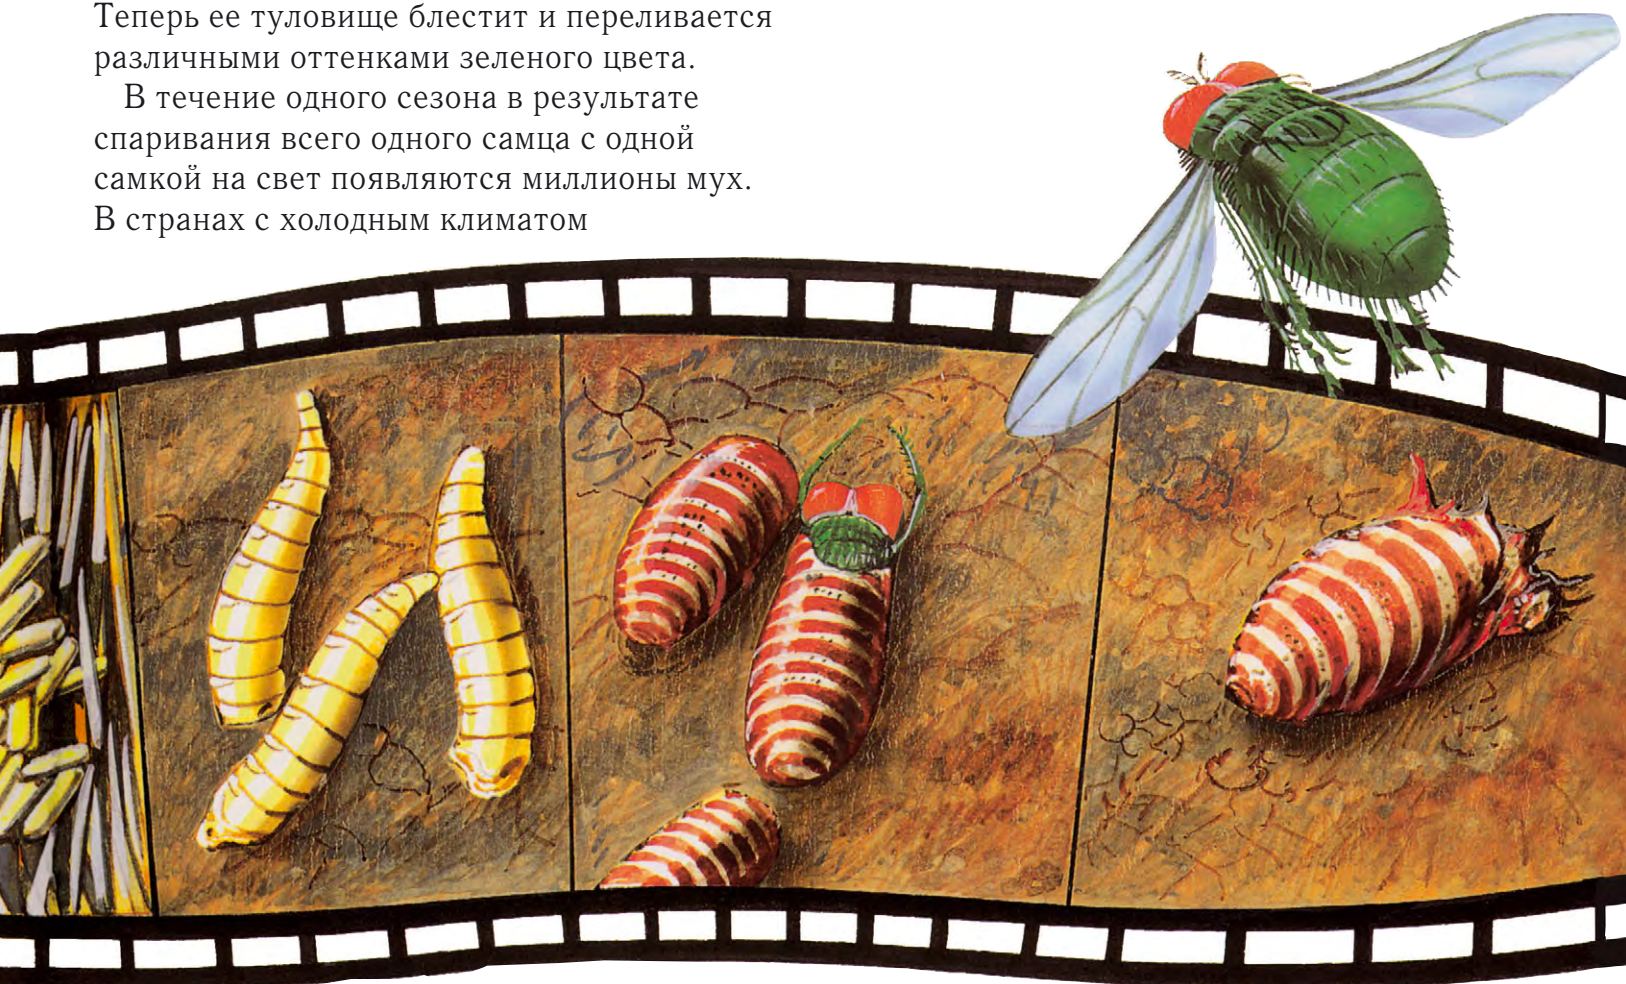 Теперь ее туловище блестит и переливается
различными оттенками зеленого цвета.
В течение одного сезона в результате
спаривания всего одного самца с одной
самкой на свет появляются миллионы мух.
В странах с холодным климатом